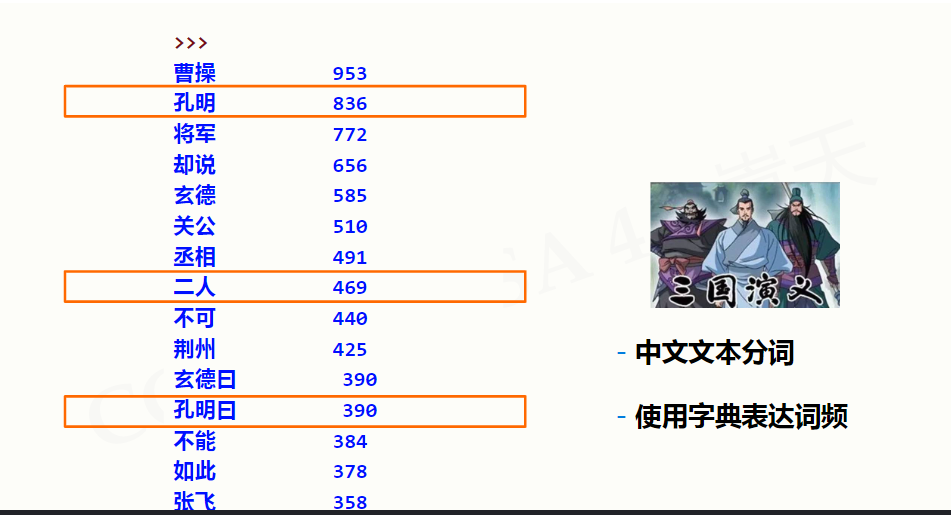 >>>
曹操 953
孔明 836
将军 772
却说 656
玄德 585
关公 510
丞相 491
二人 469
不可 440
荆州 425
玄德曰 390
孔明曰 390
不能 384
如此 378
张飞 358
三国演义
- 中文文本分词
- 使用字典表达词频